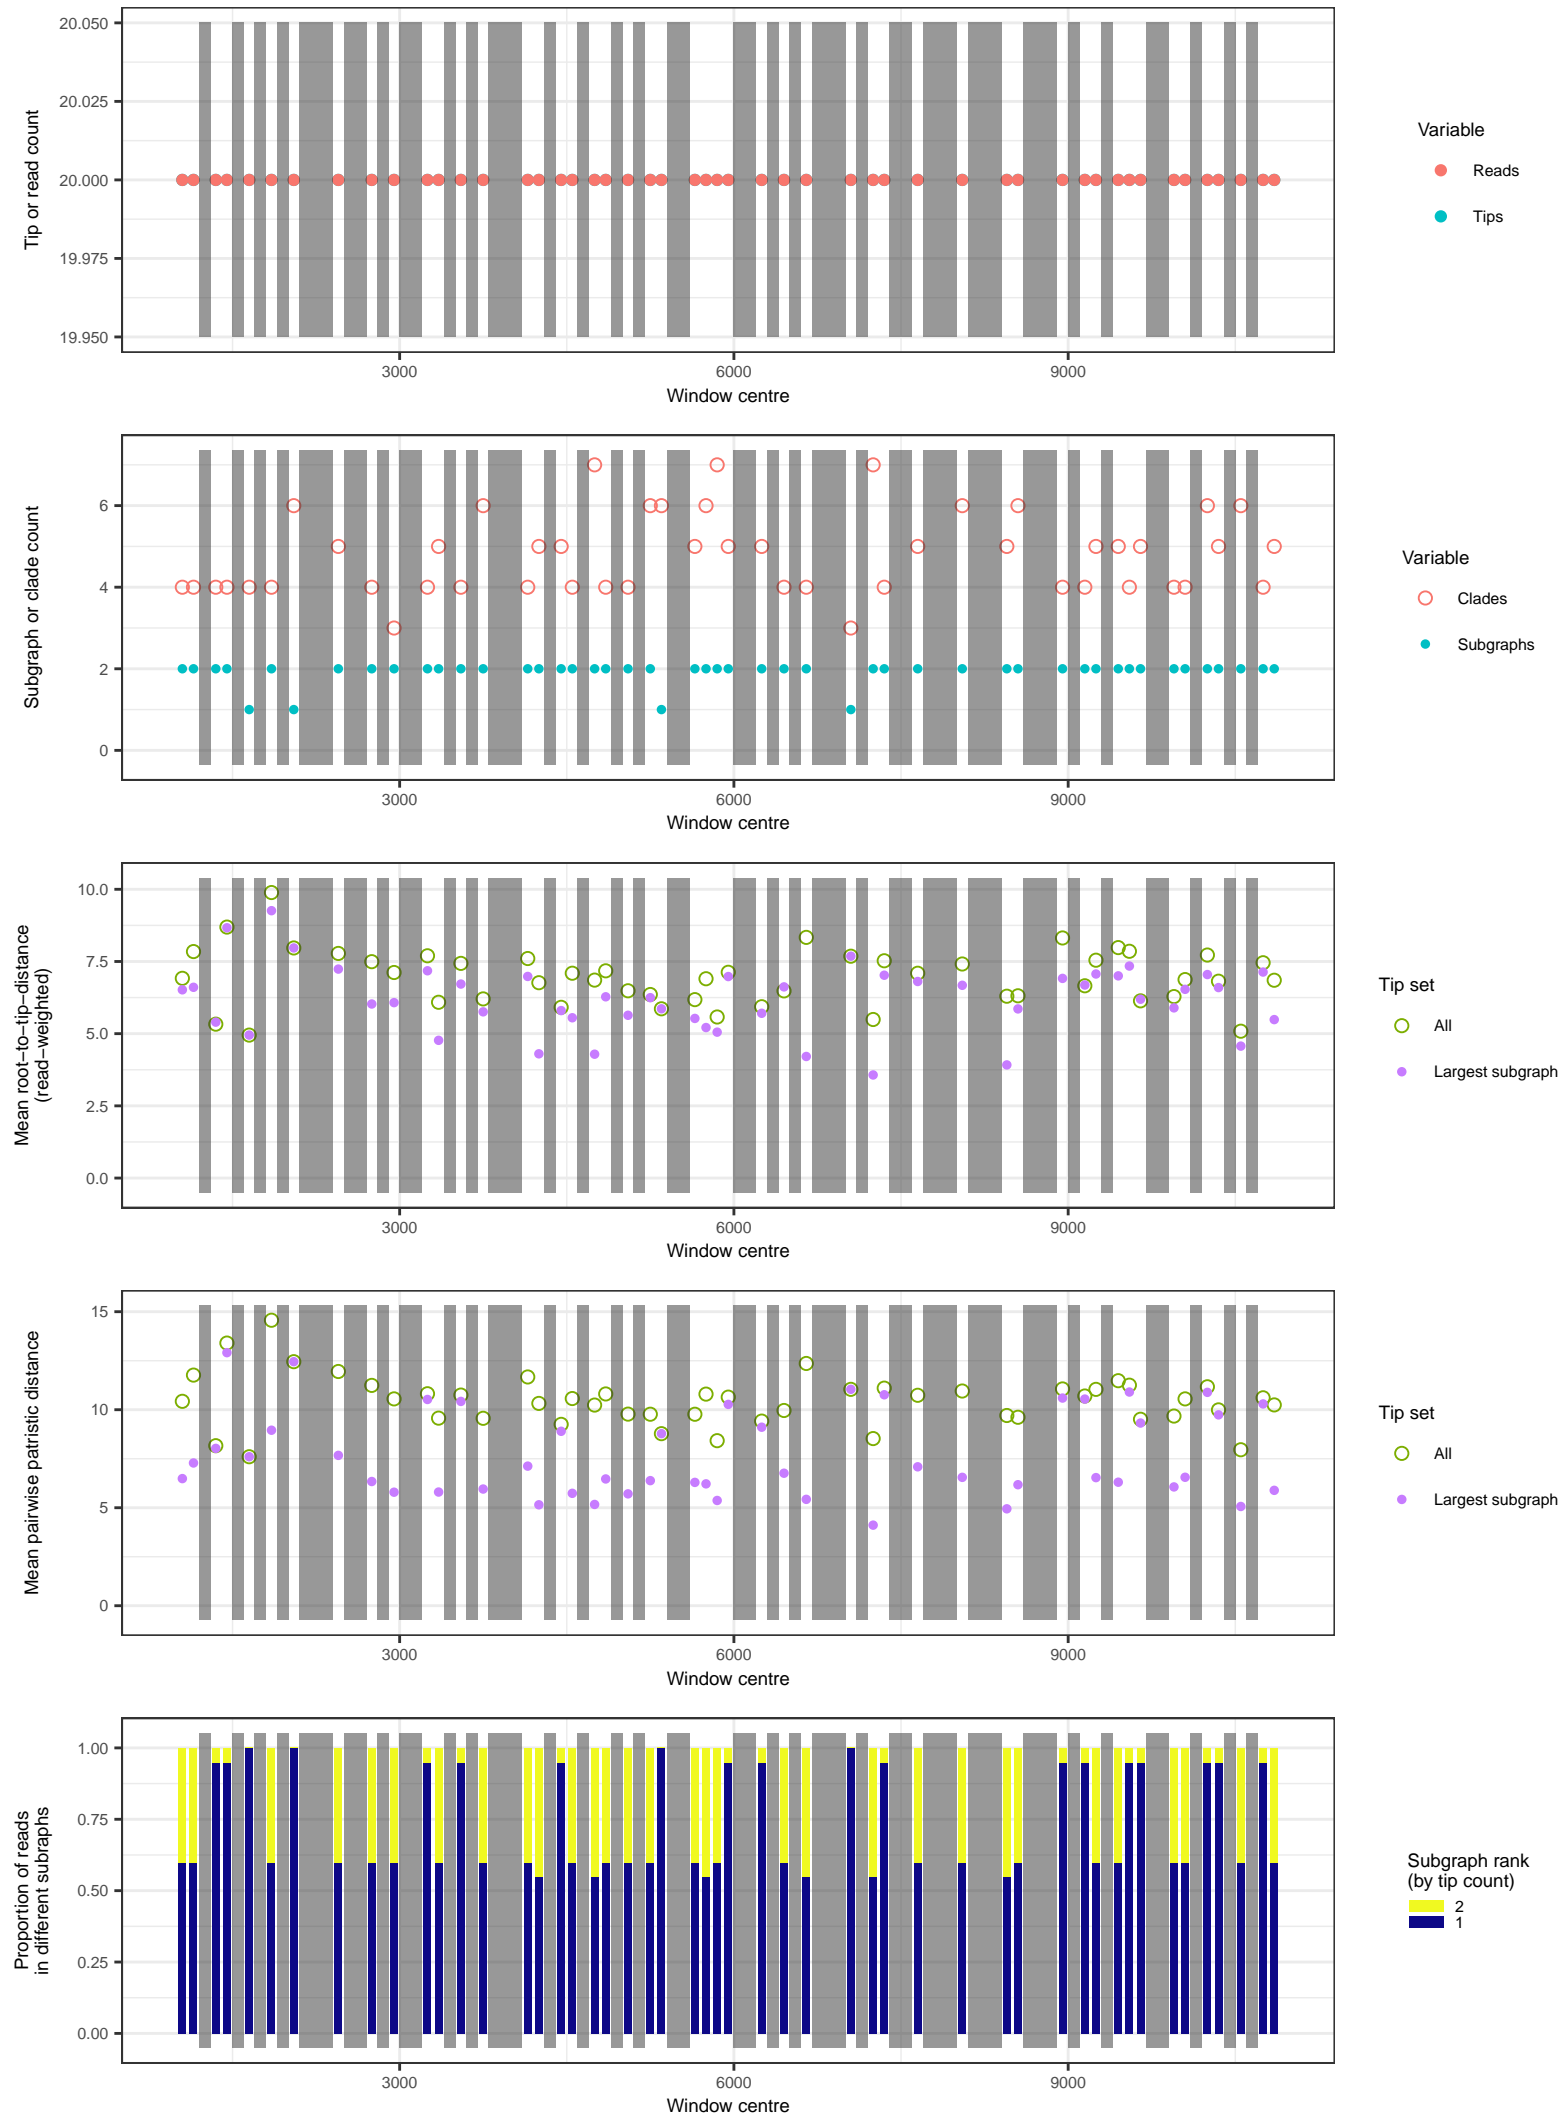 20.050
20.025
20.000
19.975
19.950
Tip or read count
3000 6000 9000
Window centre
Variable
Reads
Tips
6
4
2
0
Subgraph or clade count
3000 6000 9000
Window centre
Variable
Clades
Subgraphs
10.0
7.5
5.0
2.5
0.0
Mean root−to−tip−distance
(read−weighted)
3000 6000 9000
Window centre
Tip set
All
Largest subgraph
15
10
5
0
Mean pairwise patristic distance
3000 6000 9000
Window centre
Tip set
All
Largest subgraph
1.00
0.75
0.50
0.25
0.00
Proportion of reads
in different subraphs
3000 6000 9000
Window centre
Subgraph rank
(by tip count)
2
1